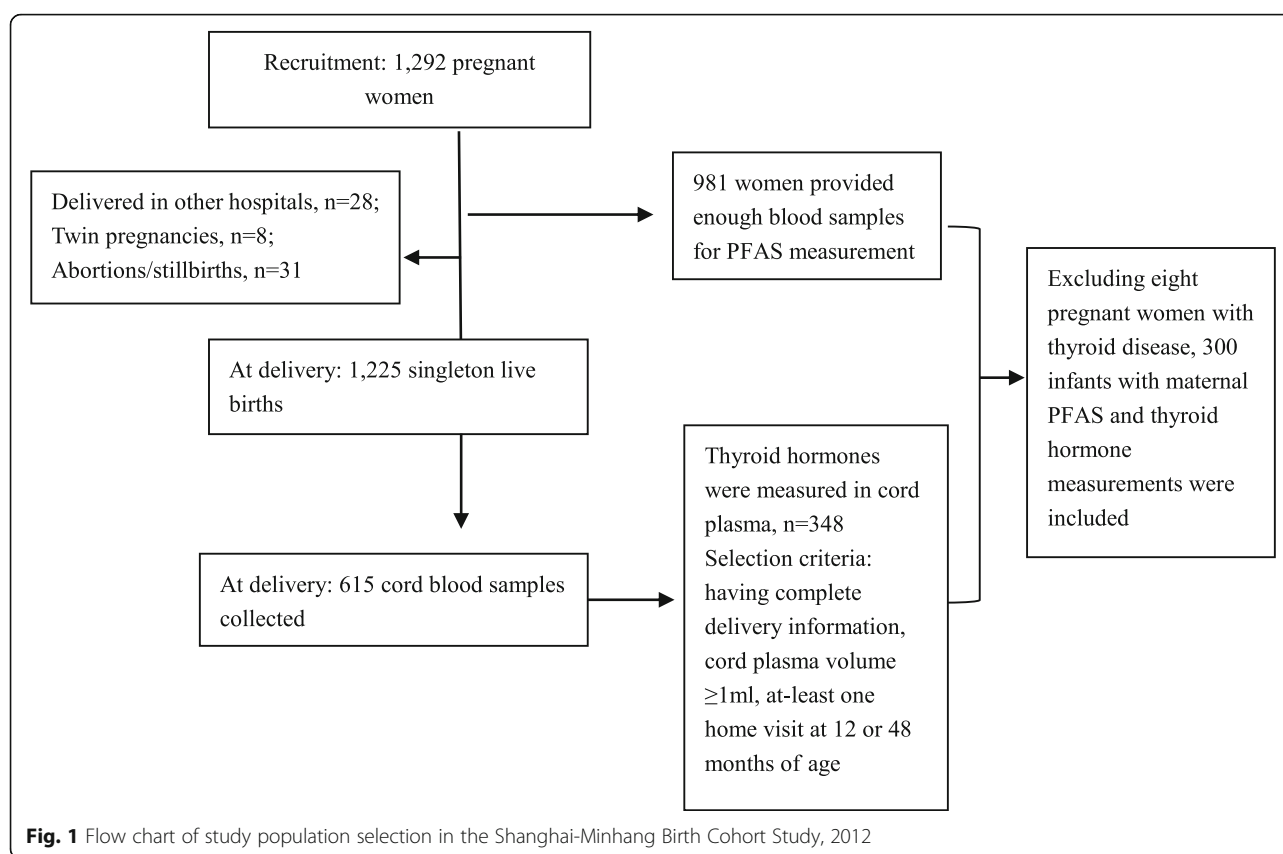 Recruitment: 1,292 pregnant
women
Delivered in other hospitals, n=28;
Twin pregnancies, n=8;
Abortions/stillbirths, n=31
981 women provided
enough blood samples
for PFAS measurement
At delivery: 1,225 singleton live
births
At delivery: 615 cord blood samples
collected
Thyroid hormones
were measured in cord
plasma, n=348
Selection criteria:
having complete
delivery information,
cord plasma volume
≥1ml, at-least one
home visit at 12 or 48
months of age
Excluding eight
pregnant women with
thyroid disease, 300
infants with maternal
PFAS and thyroid
hormone
measurements were
included
Fig. 1 Flow chart of study population selection in the Shanghai-Minhang Birth Cohort Study, 2012